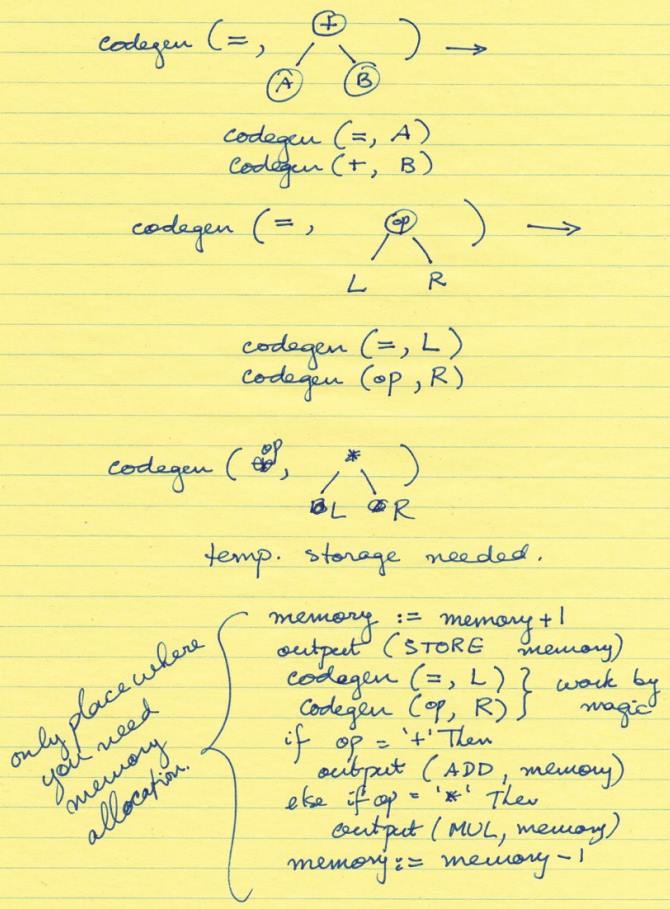 codegen (=, + ) →
A B
codegen (=, A)
codegen (+, B)
codegen (=, op ) →
L R
codegen (=, L)
codegen (op, R)
codegen (op, * )
L R
temp. storage needed.
memory := memory+1
output (STORE memory)
codegen (=, L) } work by
codegen (op, R) } magic
if op = '+' Then
output (ADD, memory)
else if op = '*' Then
output (MUL, memory)
memory := memory-1
only place where
you need
memory
allocation.